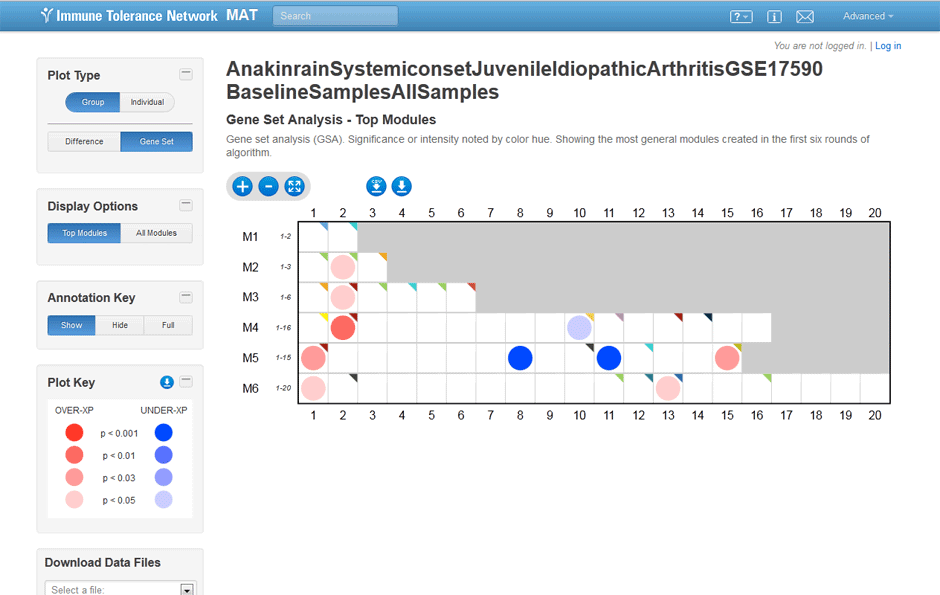 Immune Tolerance Network MAT Search ? i Advanced
You are not logged in. | Log in
Plot Type
Group Individual
Difference Gene Set
Display Options
Top Modules All Modules
Annotation Key
Show Hide Full
Plot Key
OVER-XP UNDER-XP
p < 0.001
p < 0.01
p < 0.03
p < 0.05
Download Data Files
Select a file:
AnakinrainSystemiconsetJuvenileIdiopathicArthritisGSE17590
BaselineSamplesAllSamples
Gene Set Analysis - Top Modules
Gene set analysis (GSA). Significance or intensity noted by color hue. Showing the most general modules created in the first six rounds of
algorithm.
CSV
1 2 3 4 5 6 7 8 9 10 11 12 13 14 15 16 17 18 19 20
M1 1-2
M2 1-3
M3 1-6
M4 1-16
M5 1-15
M6 1-20
1 2 3 4 5 6 7 8 9 10 11 12 13 14 15 16 17 18 19 20